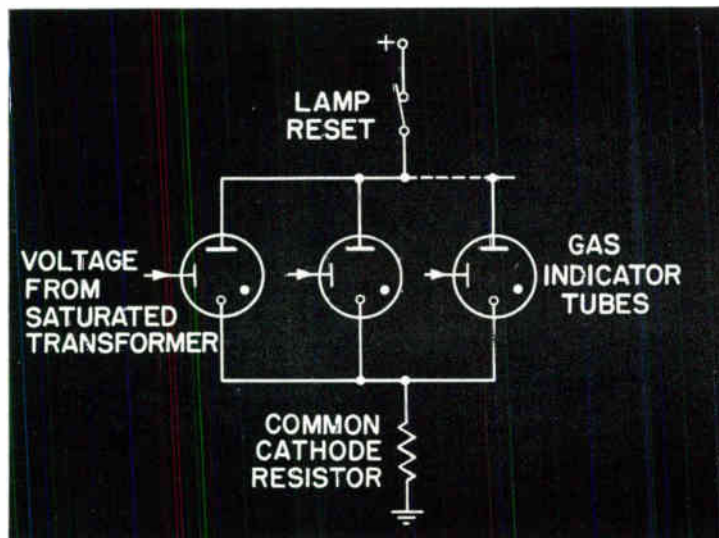 +
LAMP
RESET
VOLTAGE
FROM
SATURATED
TRANSFORMER
GAS
INDICATOR
TUBES
COMMON
CATHODE
RESISTOR